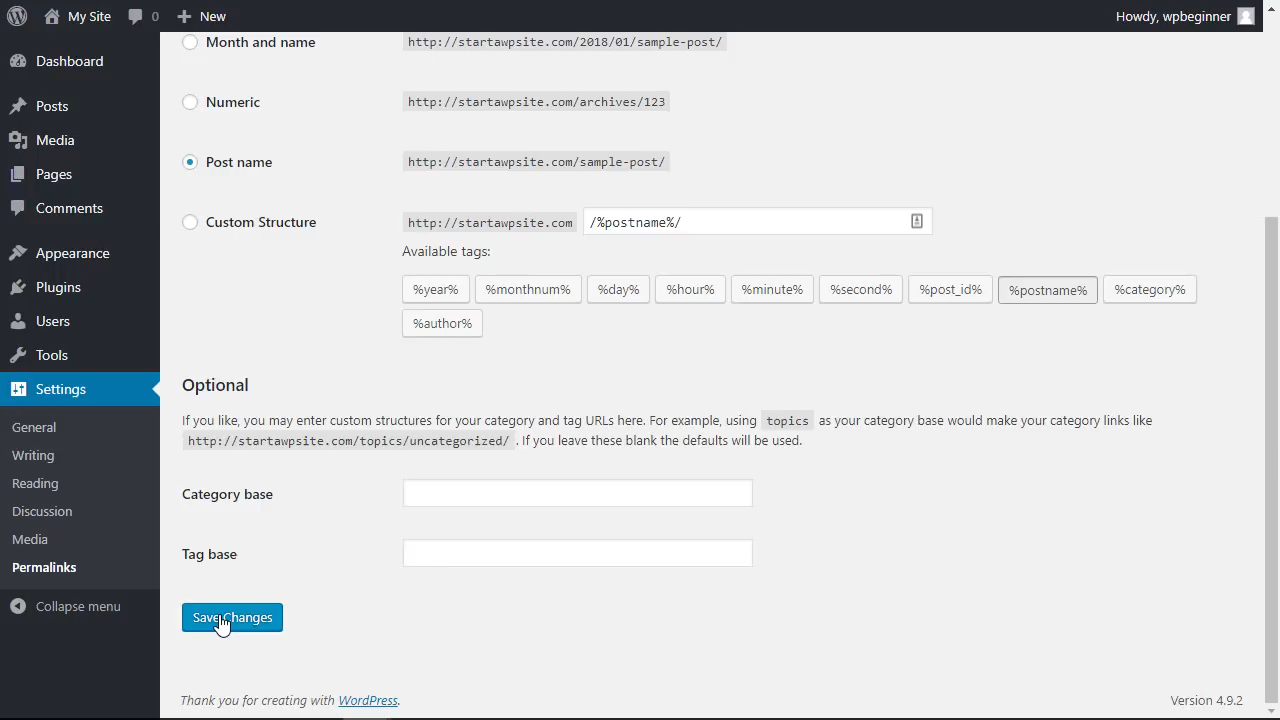 My Site 0 New Howdy, wpbeginner
Dashboard
Posts
Media
Pages
Comments
Appearance
Plugins
Users
Tools
Settings
General
Writing
Reading
Discussion
Media
Permalinks
Collapse menu
Month and name http://startawpsite.com/2018/01/sample-post/
Numeric http://startawpsite.com/archives/123
Post name http://startawpsite.com/sample-post/
Custom Structure http://startawpsite.com /%postname%/
Available tags:
%year% %monthnum% %day% %hour% %minute% %second% %post_id% %postname% %category%
%author%
Optional
If you like, you may enter custom structures for your category and tag URLs here. For example, using topics as your category base would make your category links like
http://startawpsite.com/topics/uncategorized/ . If you leave these blank the defaults will be used.
Category base
Tag base
Save Changes
Thank you for creating with WordPress. Version 4.9.2